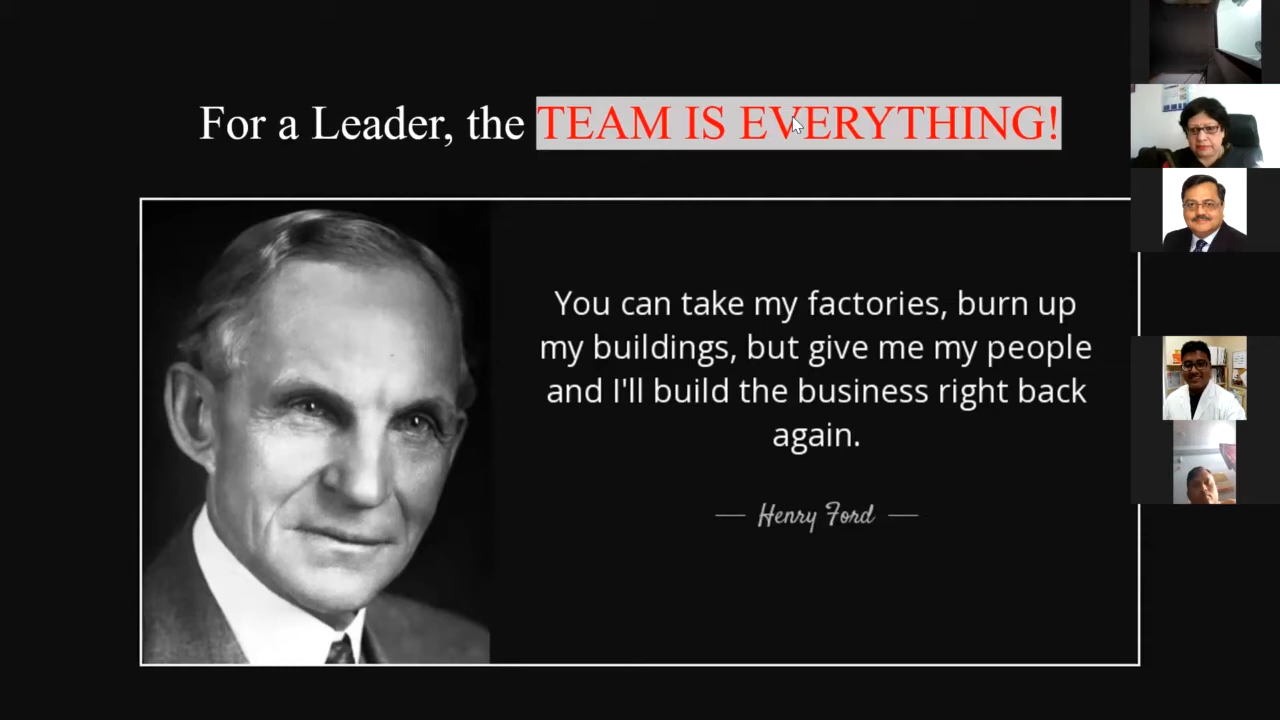 For a Leader, the TEAM IS EVERYTHING!
You can take my factories, burn up
my buildings, but give me my people
and I'll build the business right back
again.
— Henry Ford —